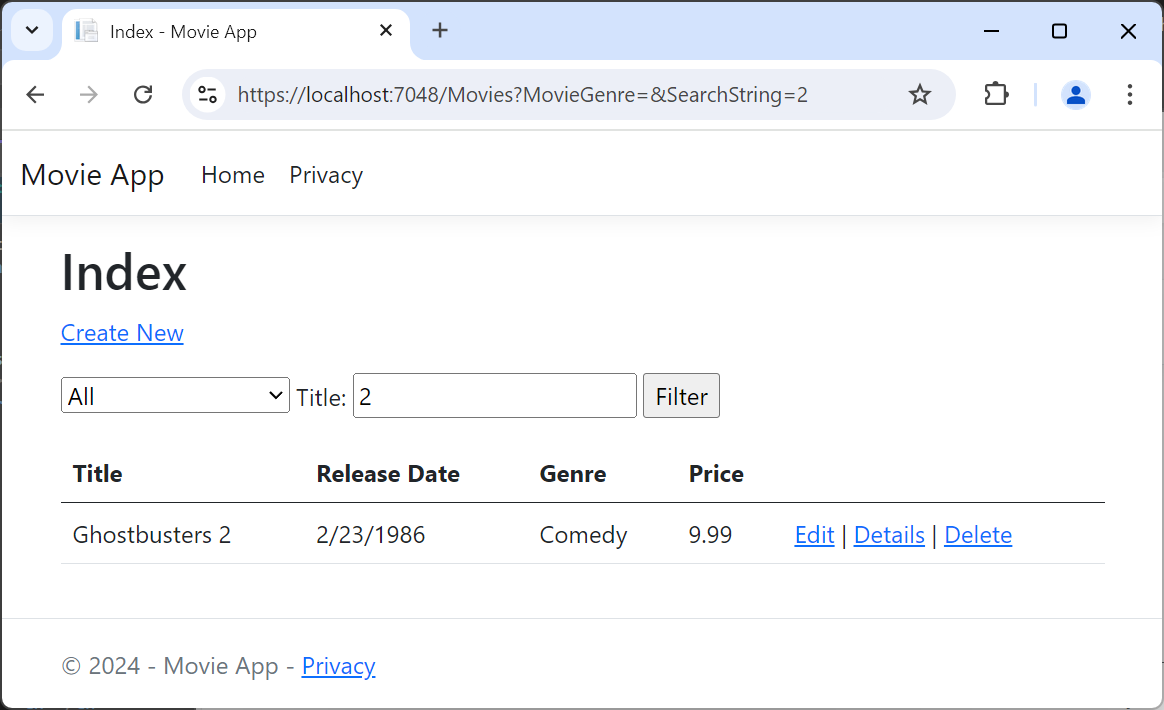 Index - Movie App
https://localhost:7048/Movies?MovieGenre=&SearchString=2
Movie App Home Privacy
Index
Create New
All Title: 2 Filter
Title Release Date Genre Price
Ghostbusters 2 2/23/1986 Comedy 9.99 Edit | Details | Delete
© 2024 - Movie App - Privacy